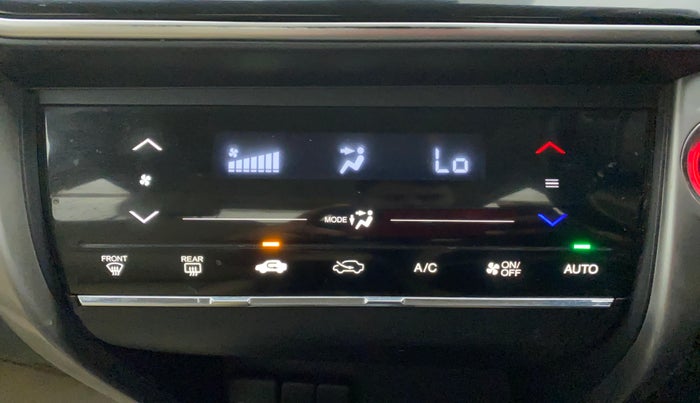 Lo
MODE
FRONT
REAR
A/C
ON/
OFF
AUTO